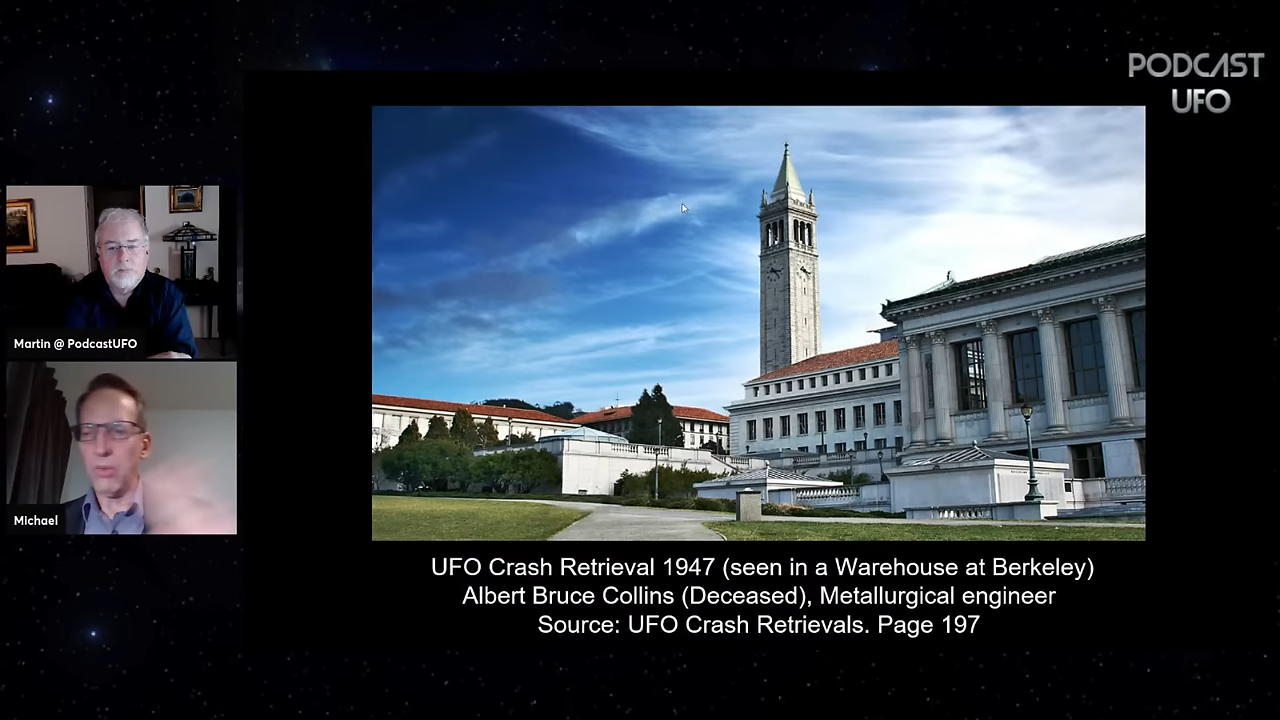 PODCAST
UFO
Martin @ PodcastUFO
Michael
UFO Crash Retrieval 1947 (seen in a Warehouse at Berkeley)
Albert Bruce Collins (Deceased), Metallurgical engineer
Source: UFO Crash Retrievals. Page 197